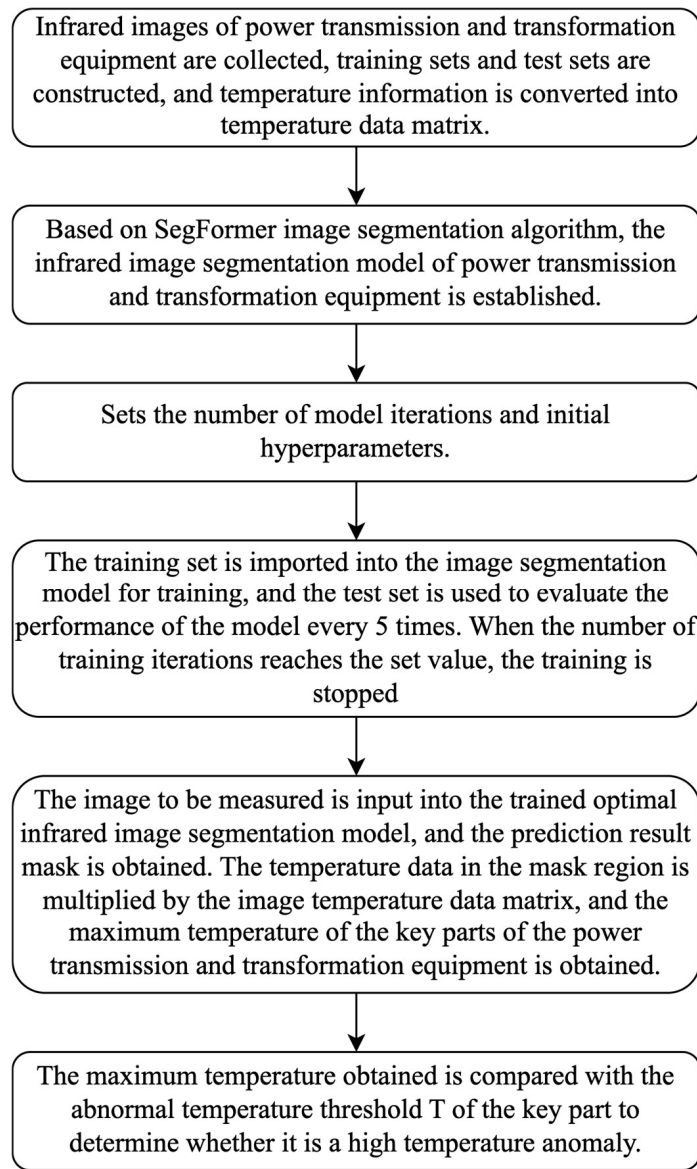 Infrared images of power transmission and transformation
equipment are collected, training sets and test sets are
constructed, and temperature information is converted into
temperature data matrix.
Based on SegFormer image segmentation algorithm, the
infrared image segmentation model of power transmission
and transformation equipment is established.
Sets the number of model iterations and initial
hyperparameters.
The training set is imported into the image segmentation
model for training, and the test set is used to evaluate the
performance of the model every 5 times. When the number of
training iterations reaches the set value, the training is
stopped
The image to be measured is input into the trained optimal
infrared image segmentation model, and the prediction result
mask is obtained. The temperature data in the mask region is
multiplied by the image temperature data matrix, and the
maximum temperature of the key parts of the power
transmission and transformation equipment is obtained.
The maximum temperature obtained is compared with the
abnormal temperature threshold T of the key part to
determine whether it is a high temperature anomaly.